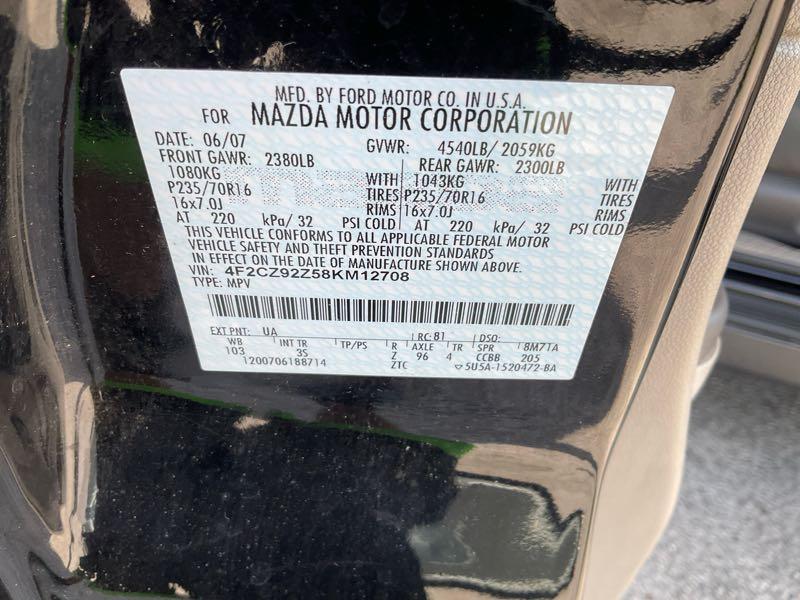 MFD. BY FORD MOTOR CO. IN U.S.A.
FOR MAZDA MOTOR CORPORATION
DATE: 06/07 GVWR: 4540LB/ 2059KG
FRONT GAWR: 2380LB REAR GAWR: 2300LB
1080KG WITH 1043KG WITH
P235/70R16 TIRES P235/70R16 TIRES
16x7.0J RIMS 16x7.0J RIMS
AT 220 kPa/ 32 PSI COLD AT 220 kPa/ 32 PSI COLD
THIS VEHICLE CONFORMS TO ALL APPLICABLE FEDERAL MOTOR
VEHICLE SAFETY AND THEFT PREVENTION STANDARDS
IN EFFECT ON THE DATE OF MANUFACTURE SHOWN ABOVE.
VIN: 4F2CZ92Z58KM12708
TYPE: MPV
EXT PNT: UA RC: 81 DSO:
WB INT TR TP/PS R AXLE TR SPR 8M71A
103 3S Z 96 4 CCBB 205
1200706188714 ZTC 5U5A-1520472-BA